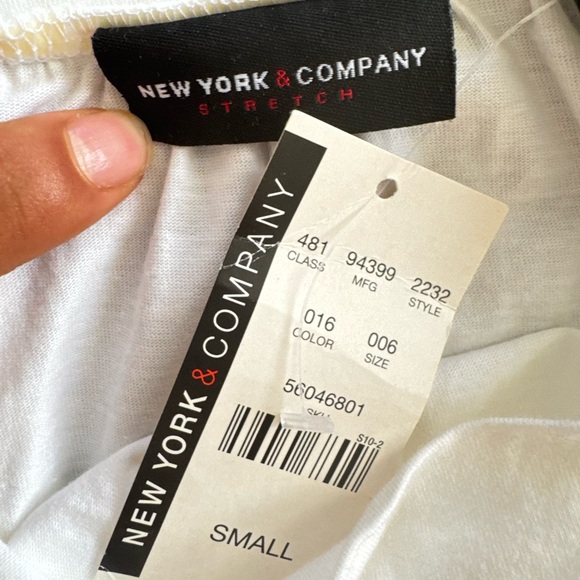 NEW YORK & COMPANY
STRETCH
NEW YORK & COMPANY
481 94399 2232
CLASS MFG STYLE
016 006
COLOR SIZE
56046801
SKU
S10-2
SMALL